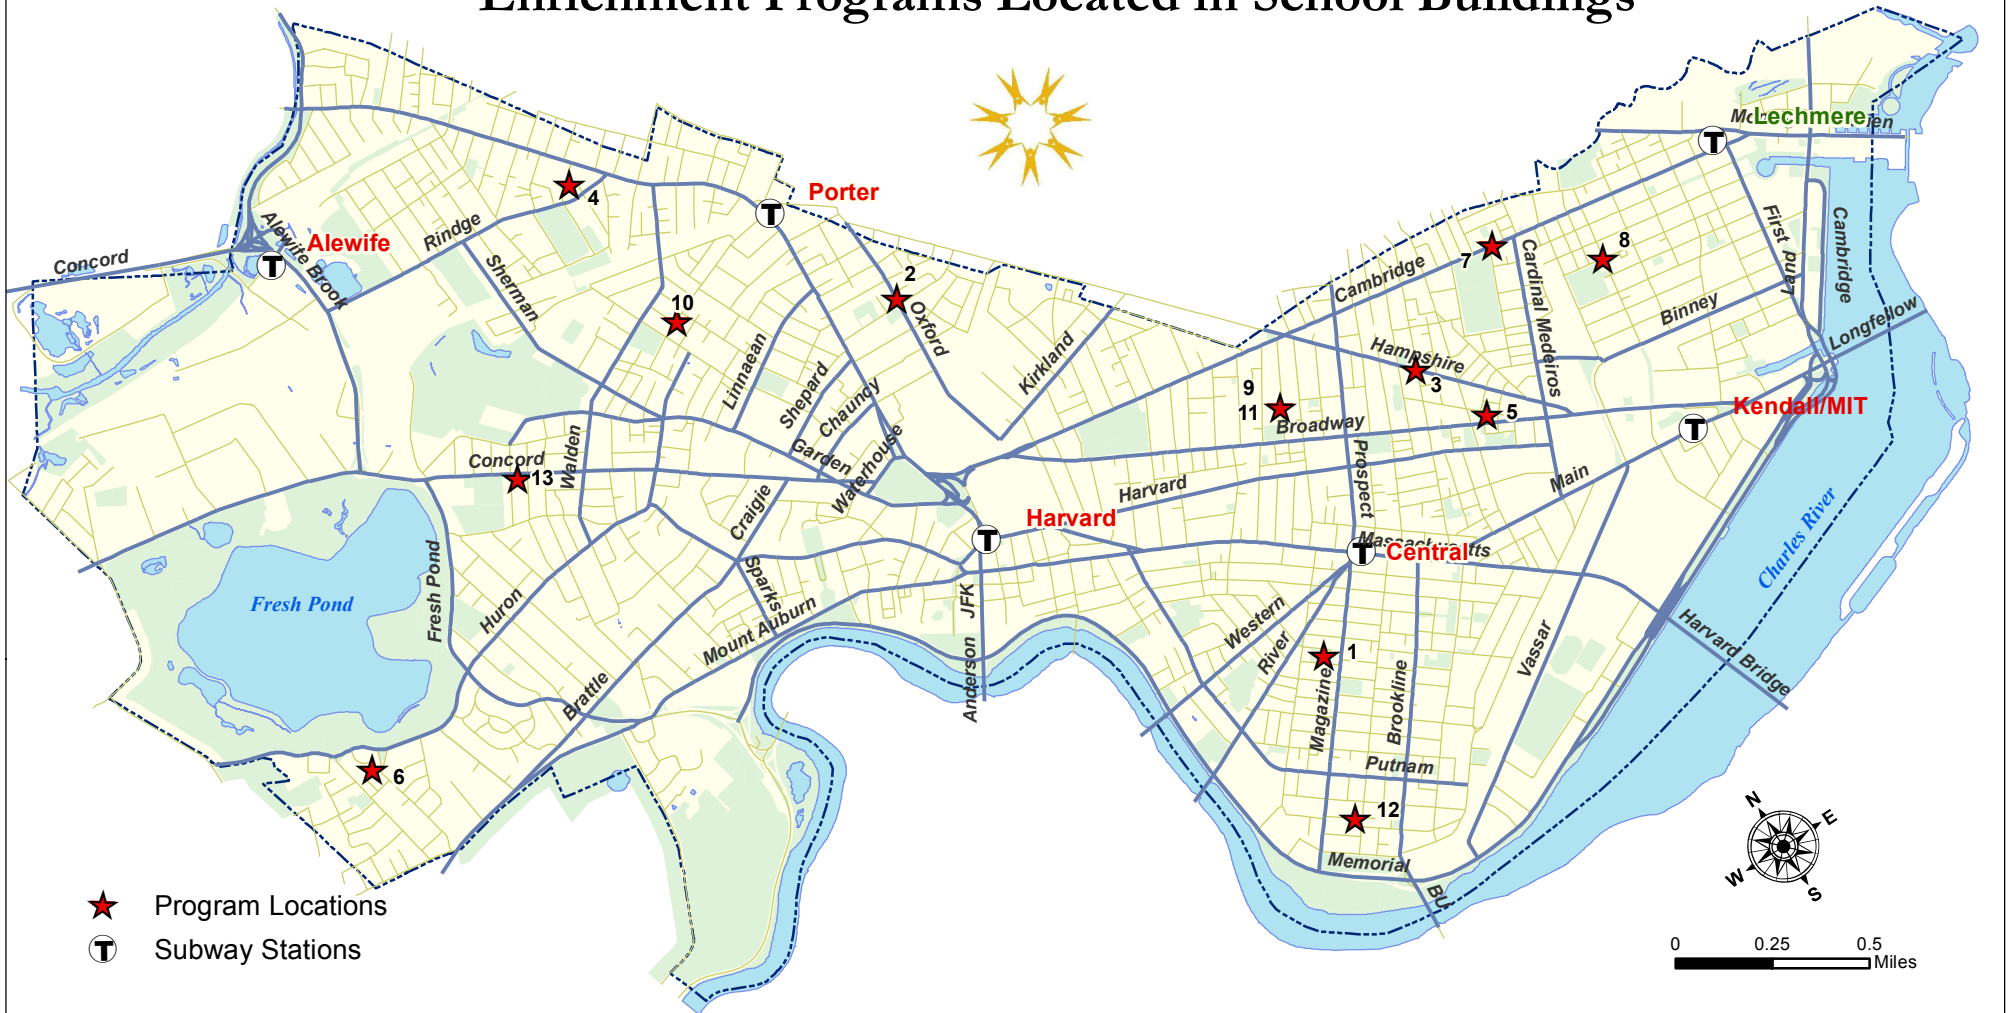 Enrichment Programs Located in School Buildings
Lechmere
Porter
4
Alewife
Alewife Brook
Rindge
Concord
Sherman
10
2
Oxford
Linnaean
Shepard
Chauncy
Kirkland
Cambridge
7
8
Cardinal Medeiros
Binney
First
Land
Cambridge
Longfellow
Hampshire
3
9
11
Broadway
5
Kendall/MIT
Concord
13
Walden
Garden
Waterhouse
Craigie
Harvard
Harvard
Prospect
Main
Massachusetts
Central
Charles River
Fresh Pond
Fresh Pond
Huron
Sparks
Mount Auburn
JFK
Anderson
Brattle
Western
River
1
Magazine
Brookline
Vassar
Harvard Bridge
Putnam
6
12
Memorial
BU
N
E
W
S
Program Locations
Subway Stations
0 0.25 0.5
Miles
T
T
T
T
T
T
T